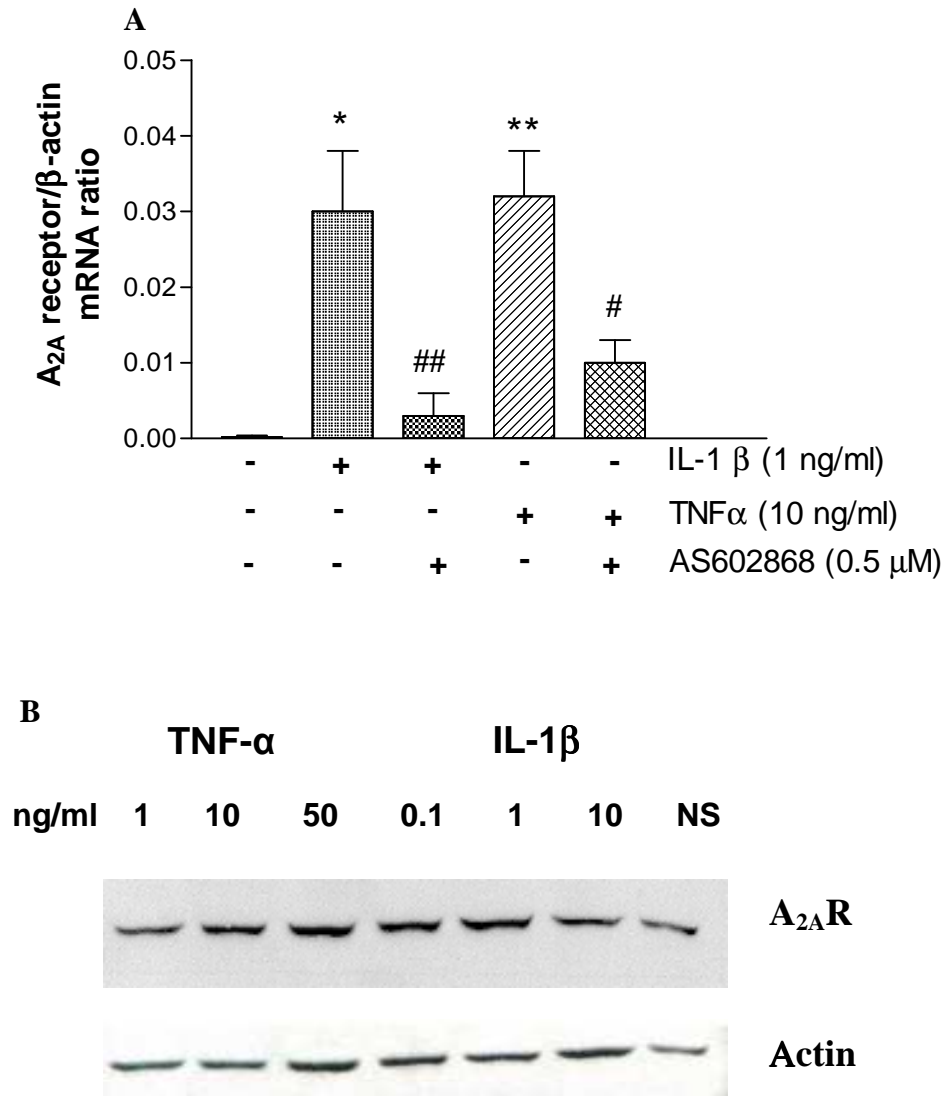 A
A2A receptor/β-actin
mRNA ratio
0.05
0.04
0.03
0.02
0.01
0.00
* ## ** #
- + + - - IL-1 β (1 ng/ml)
- - - + + TNFα (10 ng/ml)
- - + - + AS602868 (0.5 μM)
B
TNF-α IL-1β
ng/ml 1 10 50 0.1 1 10 NS
A2AR
Actin